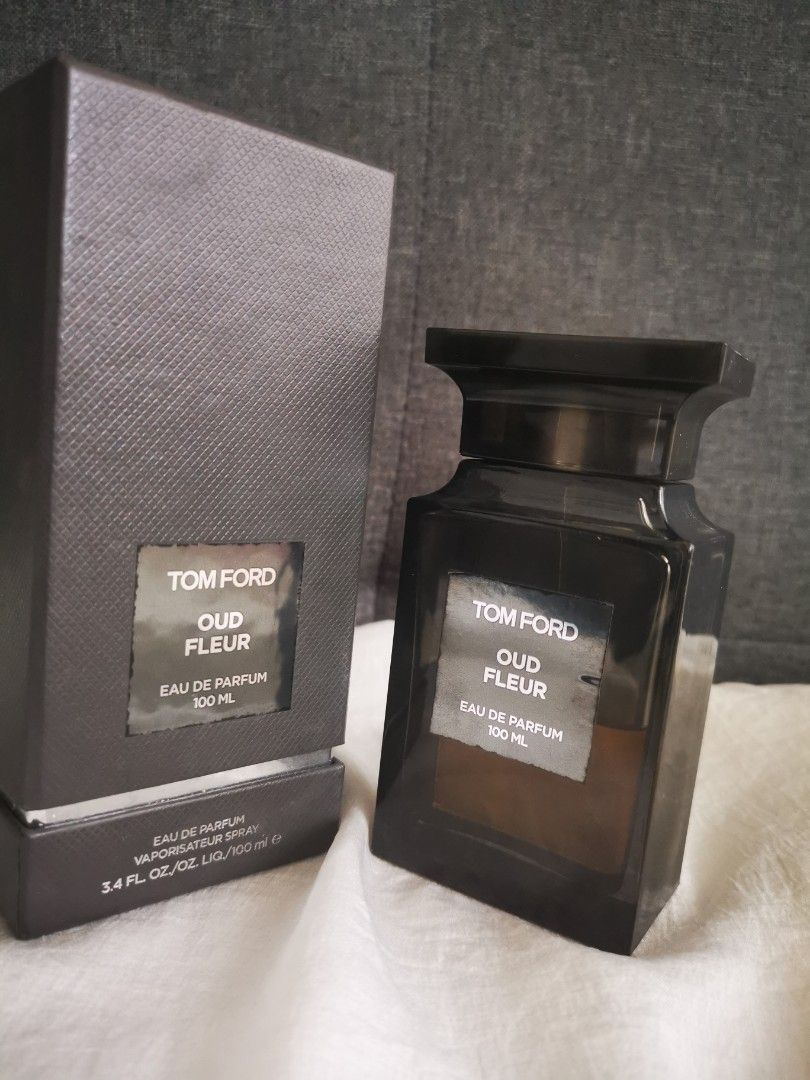 TOM FORD
OUD
FLEUR
EAU DE PARFUM
100 ML
EAU DE PARFUM
VAPORISATEUR SPRAY
3.4 FL. OZ./OZ. LIQ./100 ml ℮
TOM FORD
OUD
FLEUR
EAU DE PARFUM
100 ML